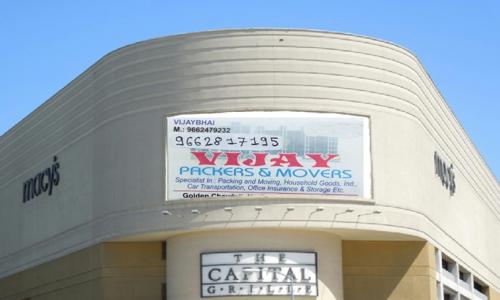 macy's
VIJAYBHAI
M.: 9662479232
9662817195
VIJAY
PACKERS & MOVERS
Specialist In : Packing and Moving, Household Goods, Ind.,
Car Transportation, Office Insurance & Storage Etc.
Golden
macy's
THE
CAPITAL
GRILLE